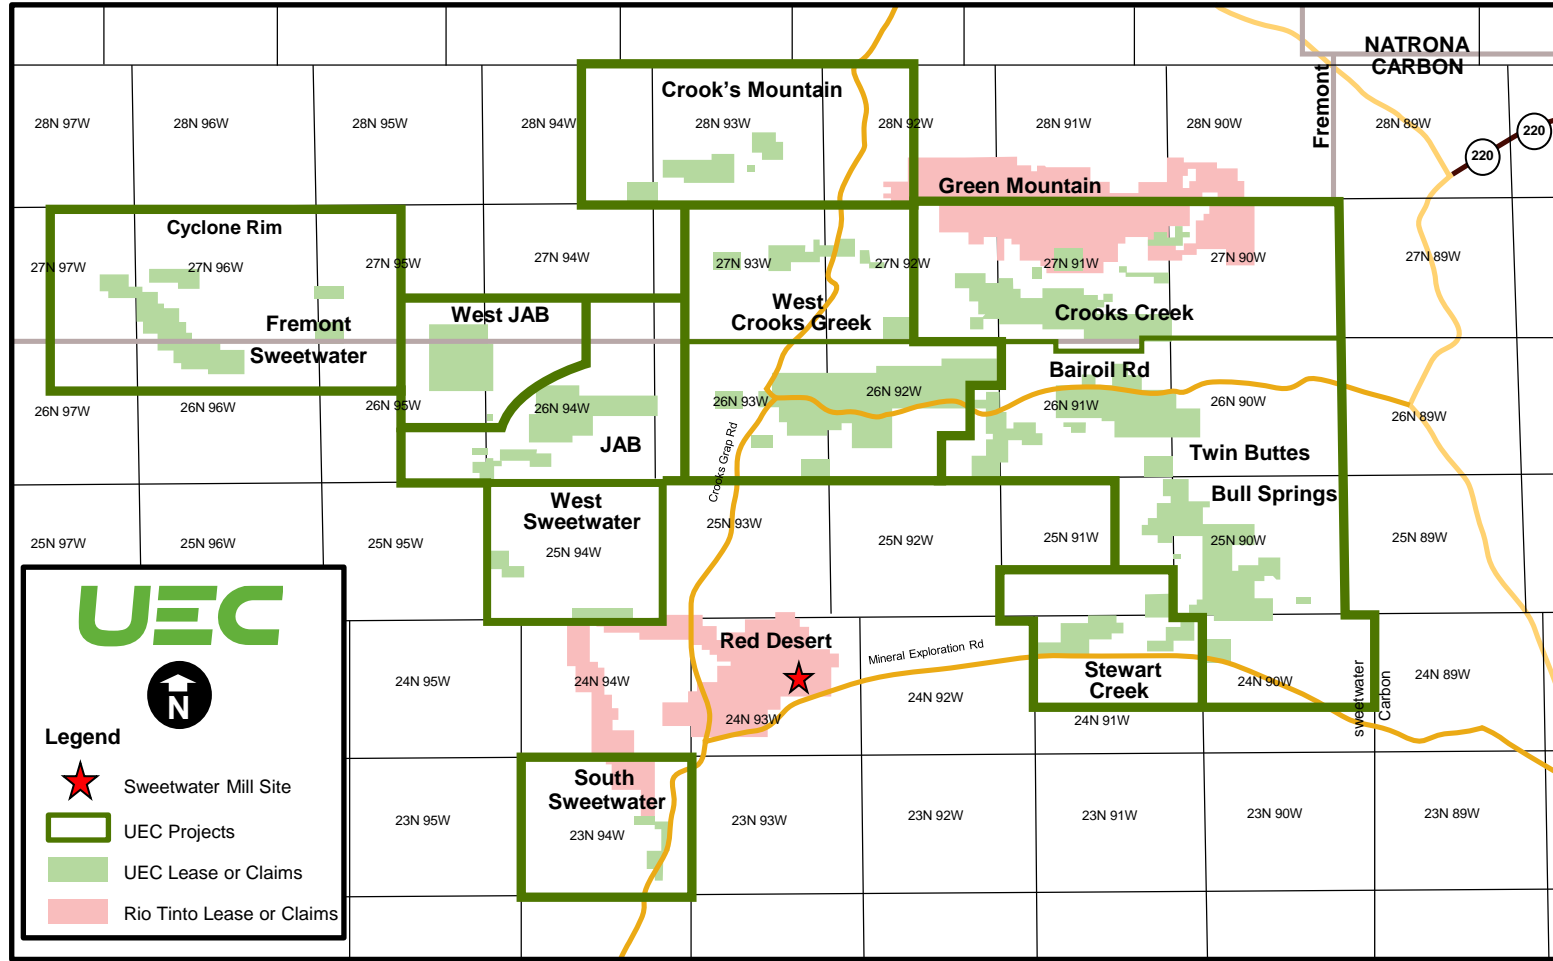 NATRONA
CARBON
Fremont
Crook's Mountain
28N 97W
28N 96W
28N 95W
28N 94W
28N 93W
28N 92W
28N 91W
28N 90W
28N 89W
220
220
Green Mountain
Cyclone Rim
27N 97W
27N 96W
27N 95W
27N 94W
27N 93W
27N 92W
27N 91W
27N 90W
27N 89W
West JAB
West
Crooks Greek
Crooks Creek
Fremont
Sweetwater
Bairoil Rd
26N 97W
26N 96W
26N 95W
26N 94W
26N 93W
26N 92W
26N 91W
26N 90W
26N 89W
JAB
Crooks Grap Rd
Twin Buttes
Bull Springs
West
Sweetwater
25N 97W
25N 96W
25N 95W
25N 94W
25N 93W
25N 92W
25N 91W
25N 90W
25N 89W
Red Desert
Mineral Exploration Rd
Stewart
Creek
sweetwater
Carbon
24N 95W
24N 94W
24N 93W
24N 92W
24N 91W
24N 90W
24N 89W
South
Sweetwater
23N 95W
23N 94W
23N 93W
23N 92W
23N 91W
23N 90W
23N 89W
UEC
N
Legend
Sweetwater Mill Site
UEC Projects
UEC Lease or Claims
Rio Tinto Lease or Claims